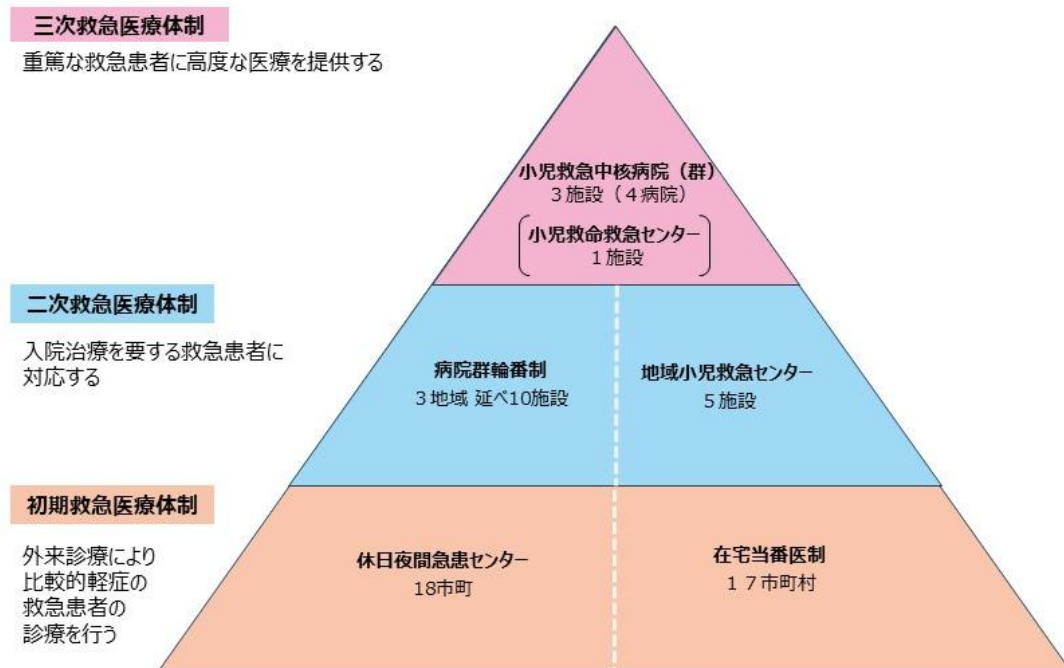 三次救急医療体制
重篤な救急患者に高度な医療を提供する
小児救急中核病院（群）
３施設（４病院）
小児救命救急センター
１施設
二次救急医療体制
入院治療を要する救急患者に
対応する
病院群輪番制
３地域 延べ10施設
地域小児救急センター
５施設
初期救急医療体制
外来診療により
比較的軽症の
救急患者の
診療を行う
休日夜間急患センター
18市町
在宅当番医制
１７市町村